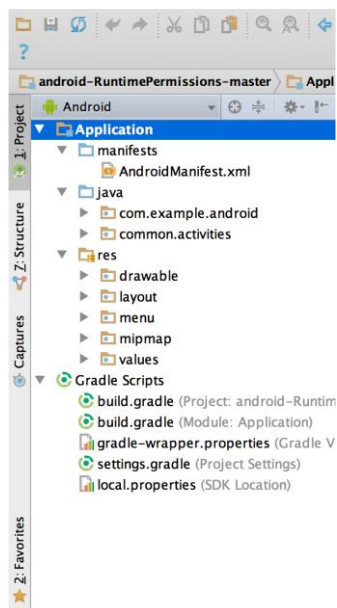 ?
android-RuntimePermissions-master
Appl
Android
1: Project
Application
manifests
AndroidManifest.xml
java
com.example.android
common.activities
Z: Structure
res
drawable
layout
menu
mipmap
values
Captures
Gradle Scripts
build.gradle (Project: android-Runtim
build.gradle (Module: Application)
gradle-wrapper.properties (Gradle V
settings.gradle (Project Settings)
local.properties (SDK Location)
2: Favorites